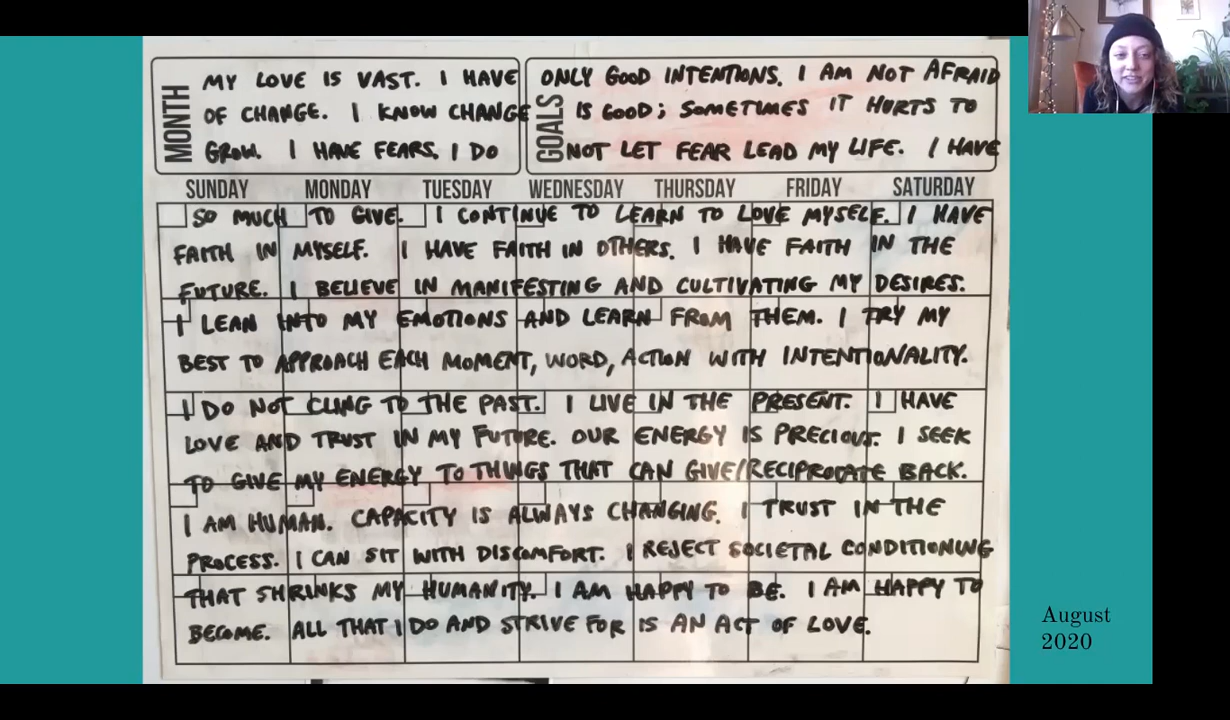 MONTH
GOALS
MY LOVE IS VAST. I HAVE ONLY GOOD INTENTIONS. I AM NOT AFRAID
OF CHANGE. I KNOW CHANGE IS GOOD; SOMETIMES IT HURTS TO
GROW. I HAVE FEARS. I DO NOT LET FEAR LEAD MY LIFE. I HAVE
SUNDAY MONDAY TUESDAY WEDNESDAY THURSDAY FRIDAY SATURDAY
SO MUCH TO GIVE. I CONTINUE TO LEARN TO LOVE MYSELF. I HAVE
FAITH IN MYSELF. I HAVE FAITH IN OTHERS. I HAVE FAITH IN THE
FUTURE. I BELIEVE IN MANIFESTING AND CULTIVATING MY DESIRES.
I LEAN INTO MY EMOTIONS AND LEARN FROM THEM. I TRY MY
BEST TO APPROACH EACH MOMENT, WORD, ACTION WITH INTENTIONALITY.
I DO NOT CLING TO THE PAST. I LIVE IN THE PRESENT. I HAVE
LOVE AND TRUST IN MY FUTURE. OUR ENERGY IS PRECIOUS. I SEEK
TO GIVE MY ENERGY TO THINGS THAT CAN GIVE/RECIPROCATE BACK.
I AM HUMAN. CAPACITY IS ALWAYS CHANGING. I TRUST IN THE
PROCESS. I CAN SIT WITH DISCOMFORT. I REJECT SOCIETAL CONDITIONING
THAT SHRINKS MY HUMANITY. I AM HAPPY TO BE. I AM HAPPY TO
BECOME. ALL THAT I DO AND STRIVE FOR IS AN ACT OF LOVE.
August
2020